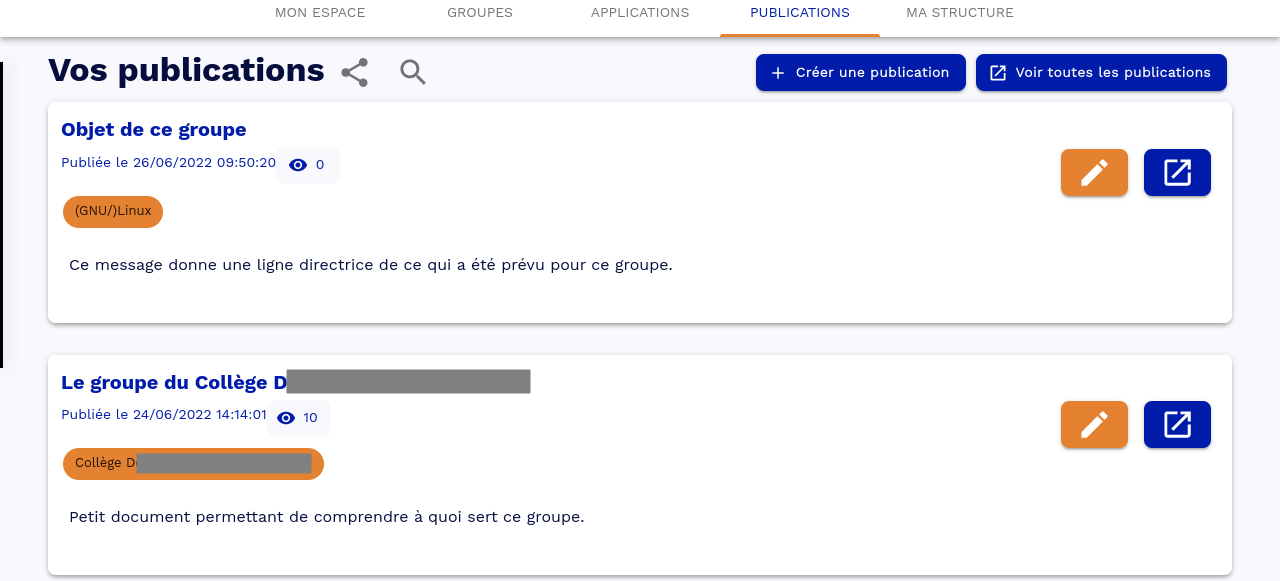 MON ESPACE GROUPES APPLICATIONS PUBLICATIONS MA STRUCTURE
Vos publications Créer une publication Voir toutes les publications
Objet de ce groupe
Publiée le 26/06/2022 09:50:20 0
(GNU/)Linux
Ce message donne une ligne directrice de ce qui a été prévu pour ce groupe.
Le groupe du Collège D
Publiée le 24/06/2022 14:14:01 10
Collège D
Petit document permettant de comprendre à quoi sert ce groupe.